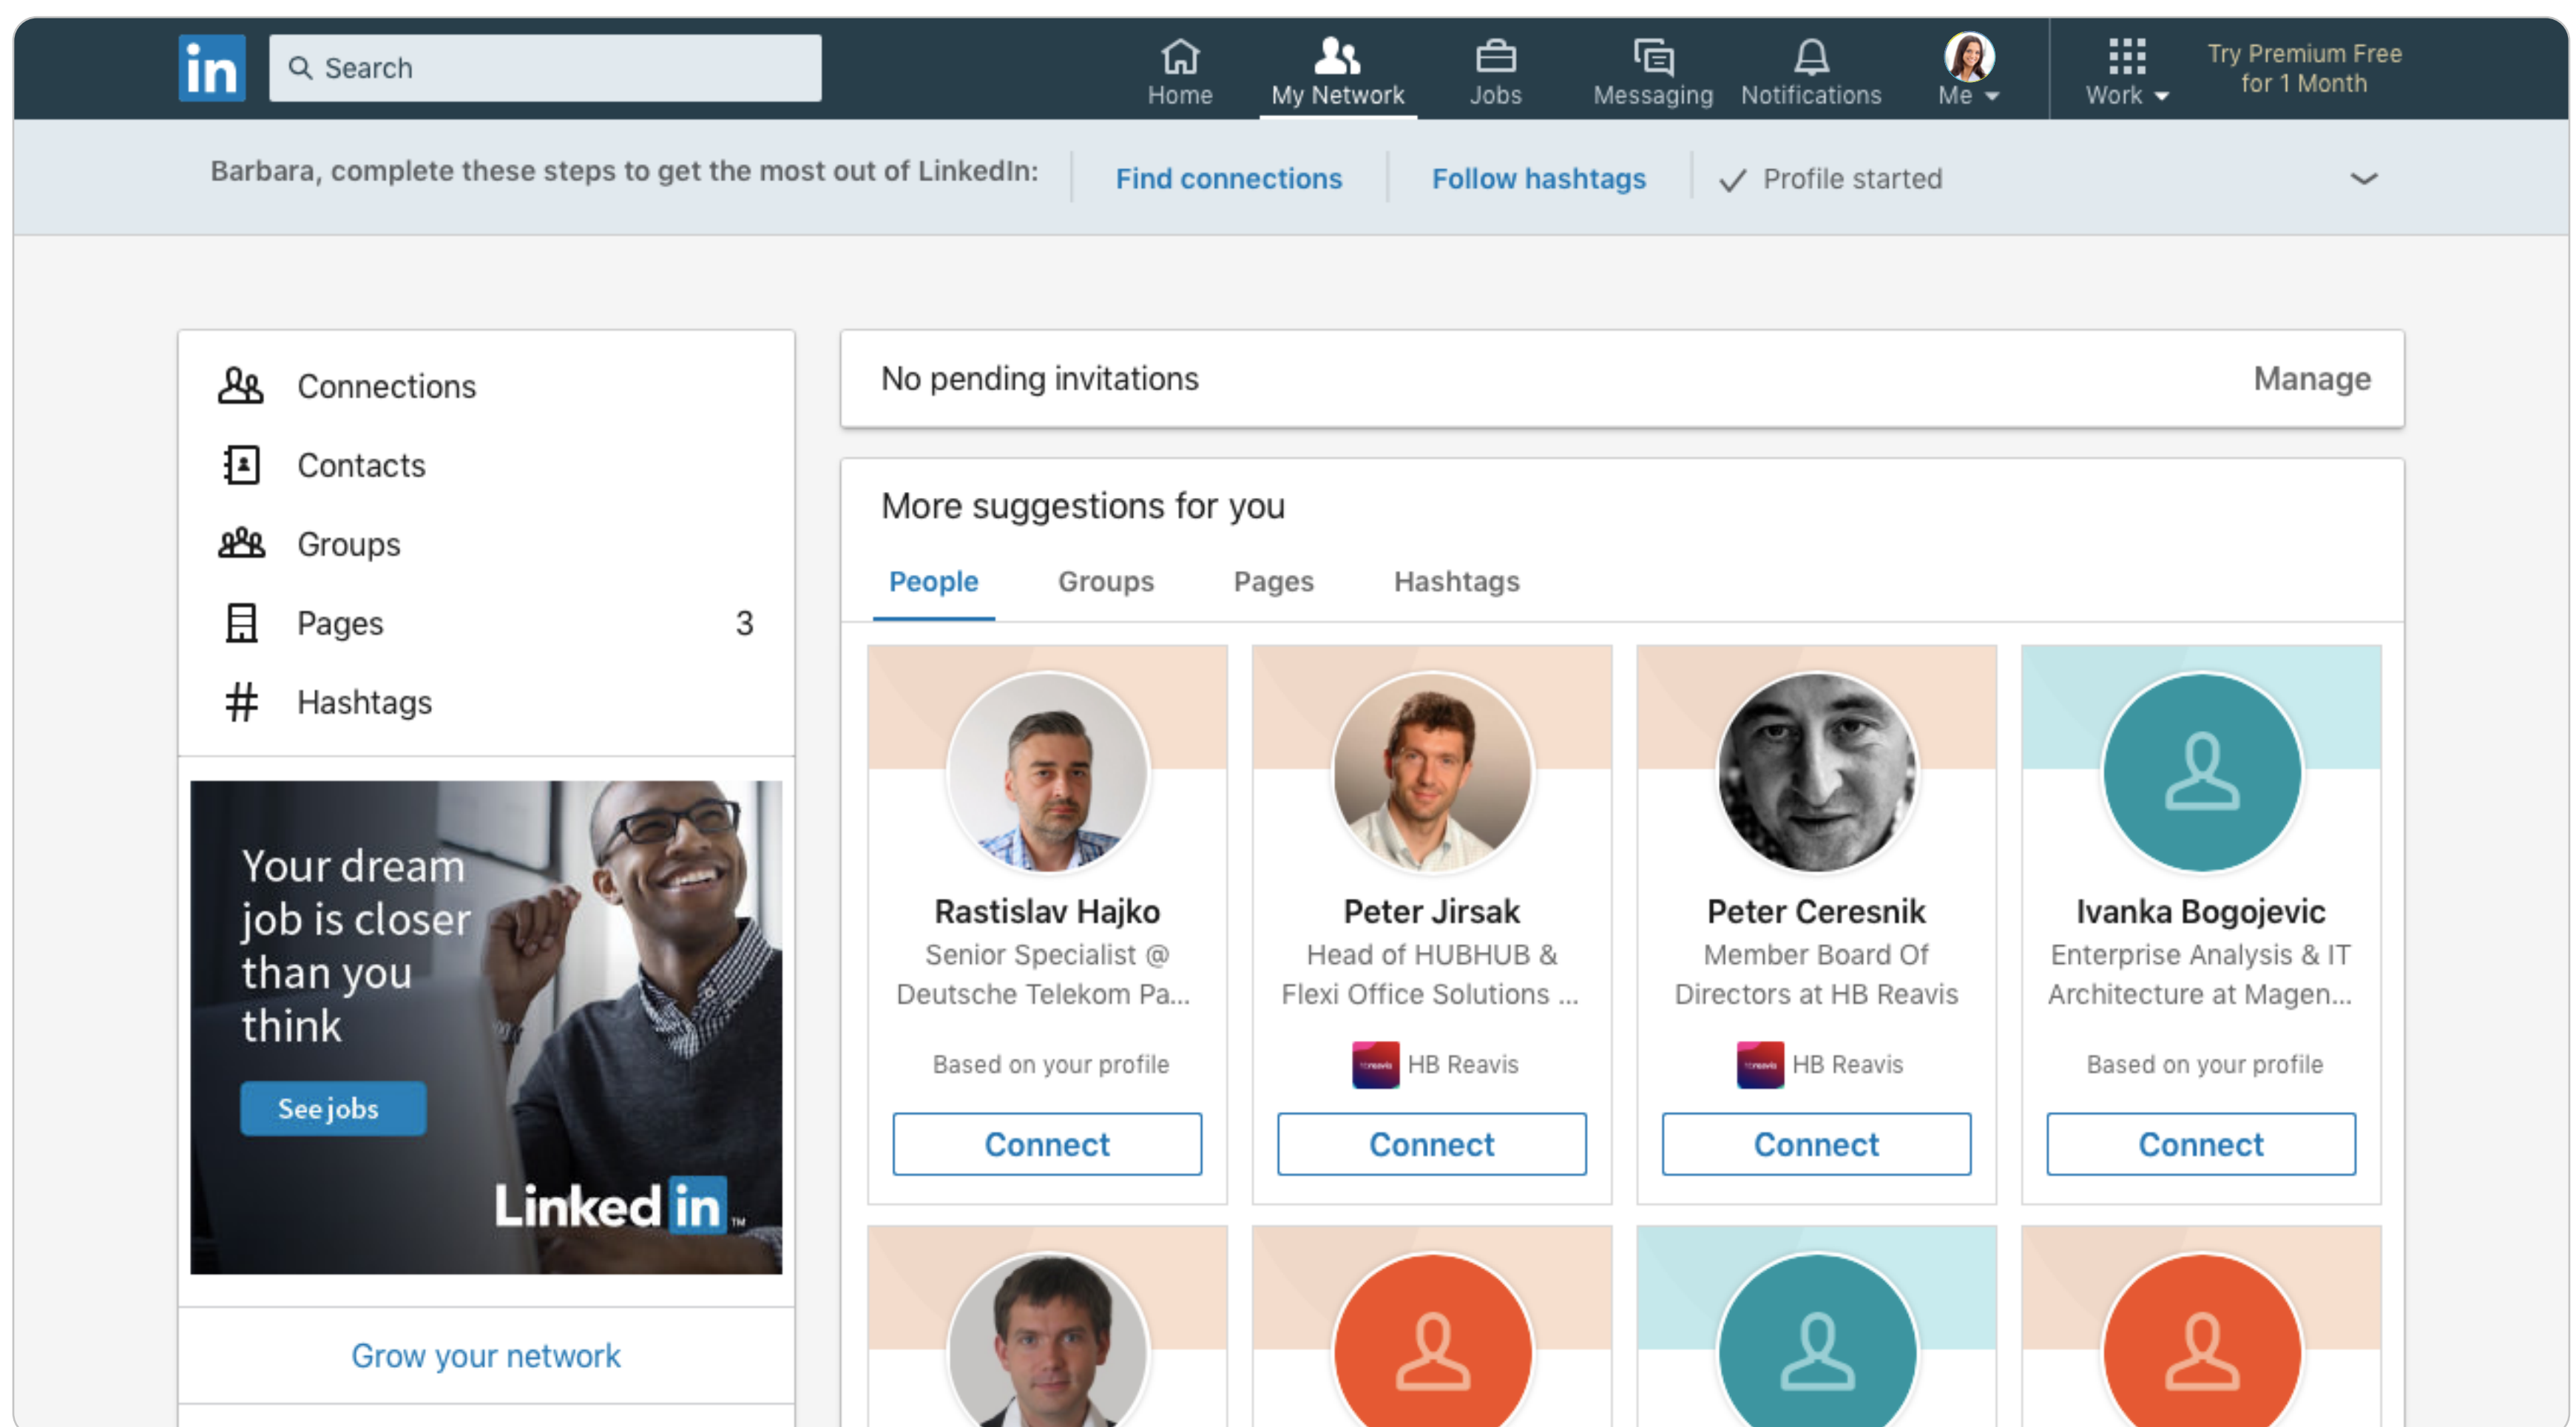 in
Search
Home
My Network
Jobs
Messaging
Notifications
Me
Work
Try Premium Free
for 1 Month
Barbara, complete these steps to get the most out of LinkedIn:
Find connections
Follow hashtags
Profile started
Connections
Contacts
Groups
Pages 3
Hashtags
Your dream
job is closer
than you
think
See jobs
Linked in TM
Grow your network
No pending invitations
Manage
More suggestions for you
People
Groups
Pages
Hashtags
Rastislav Hajko
Senior Specialist @
Deutsche Telekom Pa...
Based on your profile
Connect
Peter Jirsak
Head of HUBHUB &
Flexi Office Solutions ...
hbreavis
HB Reavis
Connect
Peter Ceresnik
Member Board Of
Directors at HB Reavis
hbreavis
HB Reavis
Connect
Ivanka Bogojevic
Enterprise Analysis & IT
Architecture at Magen...
Based on your profile
Connect